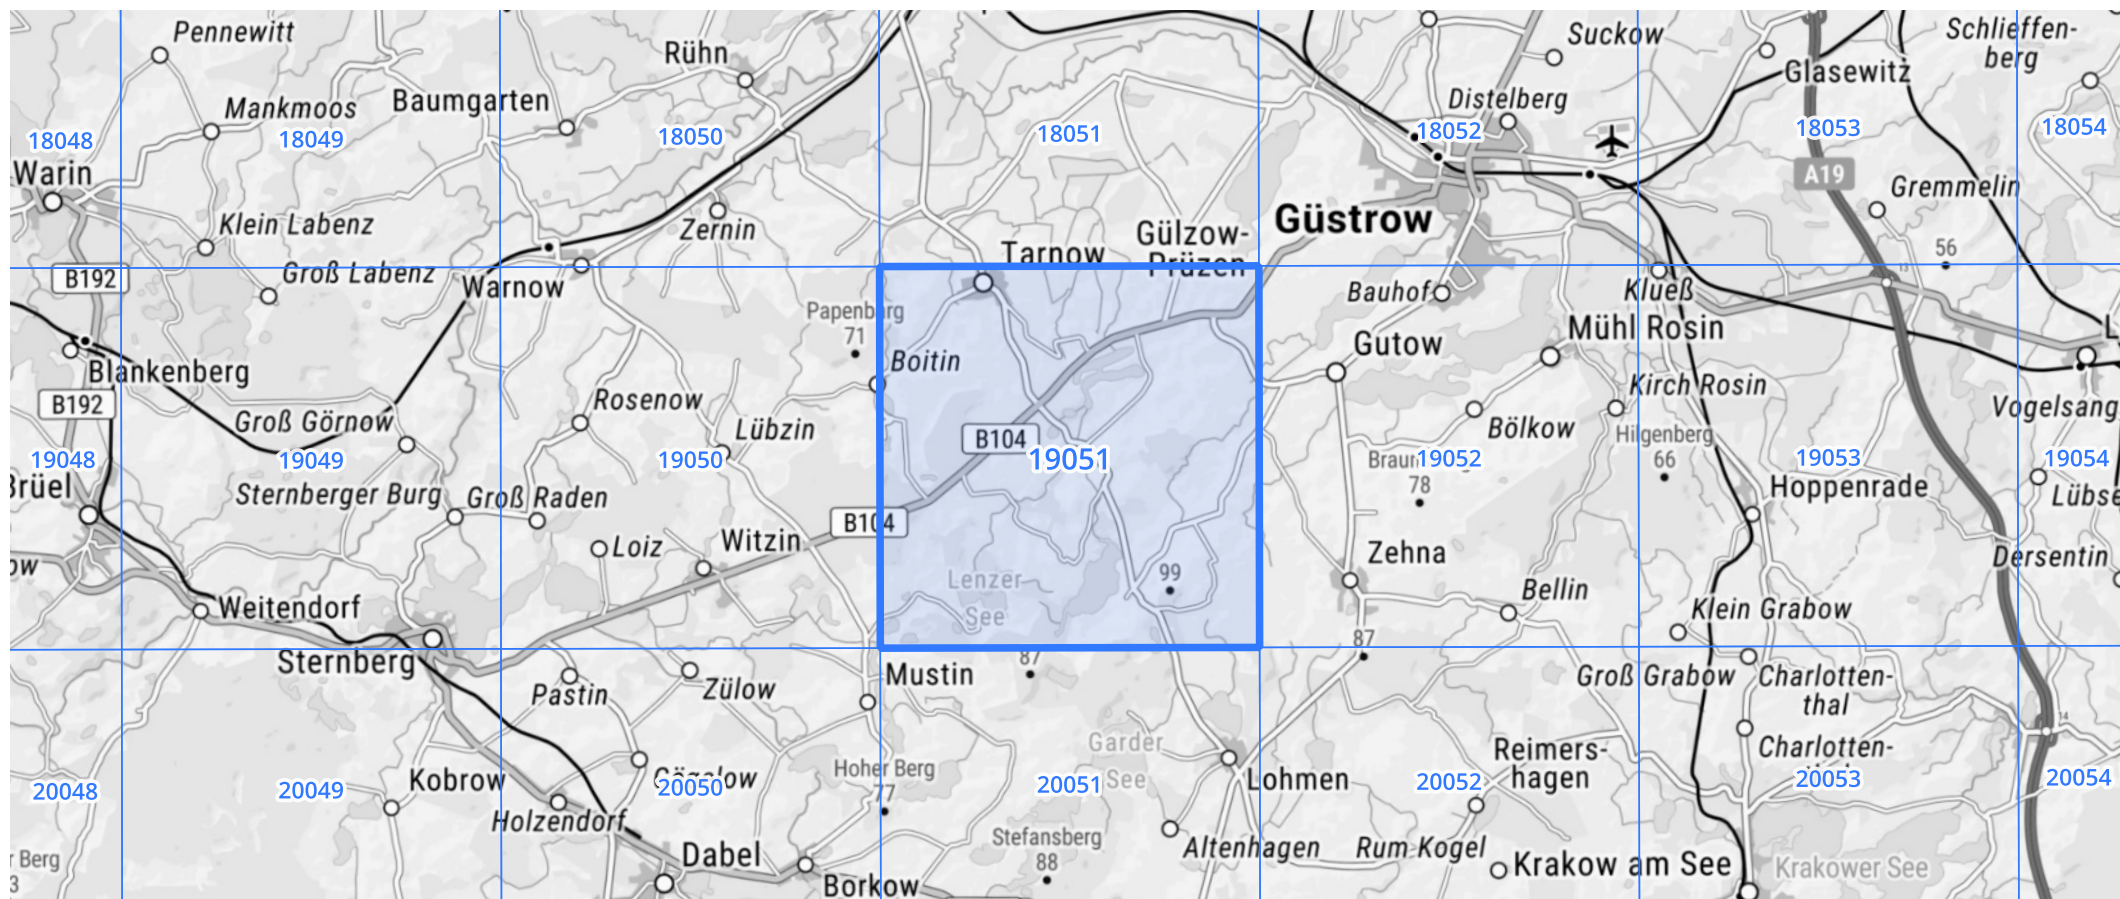 Pennewitt
Rühn
Suckow
Schlieffen-
berg
Glasewitz
Mankmoos
Baumgarten
Distelberg
18048
18049
18050
18051
18052
18053
18054
Warin
A19
Gremmelin
Klein Labenz
Zernin
Güstrow
Gülzow-
Prüzen
Tarnow
56
B192
Groß Labenz
Warnow
Bauhof
Klueß
13
Papenburg
71
Mühl Rosin
Gutow
Boitin
Blankenberg
B192
Rosenow
Kirch Rosin
Vogelsang
Groß Görnow
Lübzin
B104
Bölkow
Hilgenberg
66
19048
19049
19050
19051
19052
19053
19054
78
Brüel
Sternberger Burg
Groß Raden
Hoppenrade
B104
Witzin
Loiz
Zehna
Dersentin
Lenzer
See
99
Bellin
Weitendorf
Klein Grabow
87
Sternberg
87
Mustin
Pastin
Zülow
Groß Grabow
Charlotten-
thal
14
Garder
See
Reimers-
hagen
Charlotten-
Hoher Berg
77
Kobrow
Lohmen
20048
20049
20050
20051
20052
20053
20054
Holzendorf
Stefansberg
88
Altenhagen
Rum Kogel
Dabel
Borkow
Krakow am See
Krakower See
Berg
3